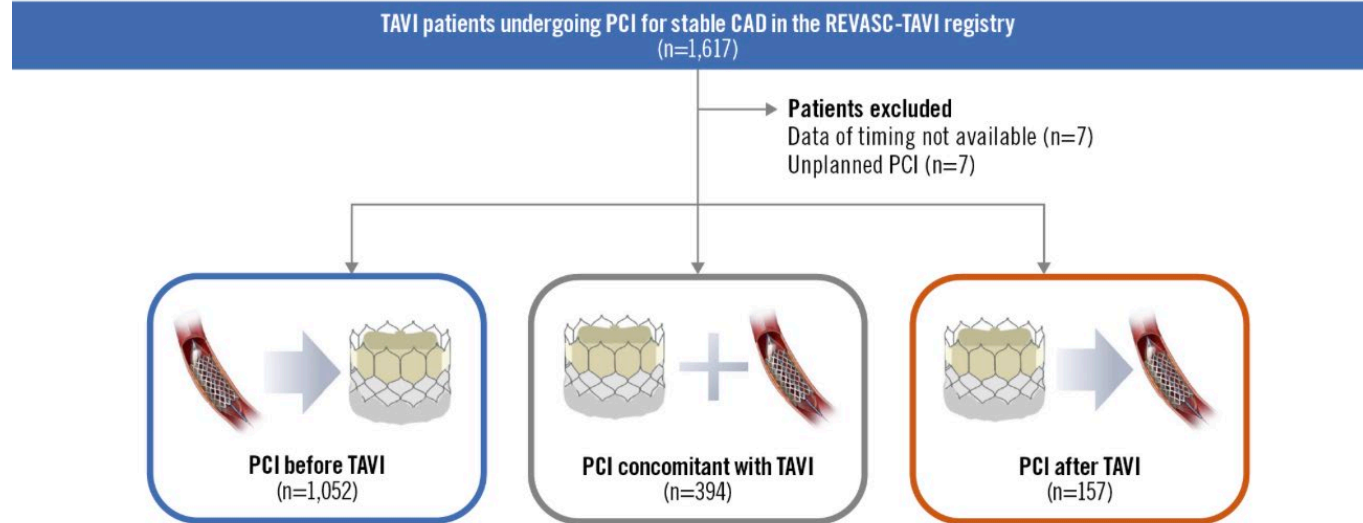 TAVI patients undergoing PCI for stable CAD in the REVASC-TAVI registry
(n=1,617)
Patients excluded
Data of timing not available (n=7)
Unplanned PCI (n=7)
PCI before TAVI
(n=1,052)
PCI concomitant with TAVI
(n=394)
PCI after TAVI
(n=157)